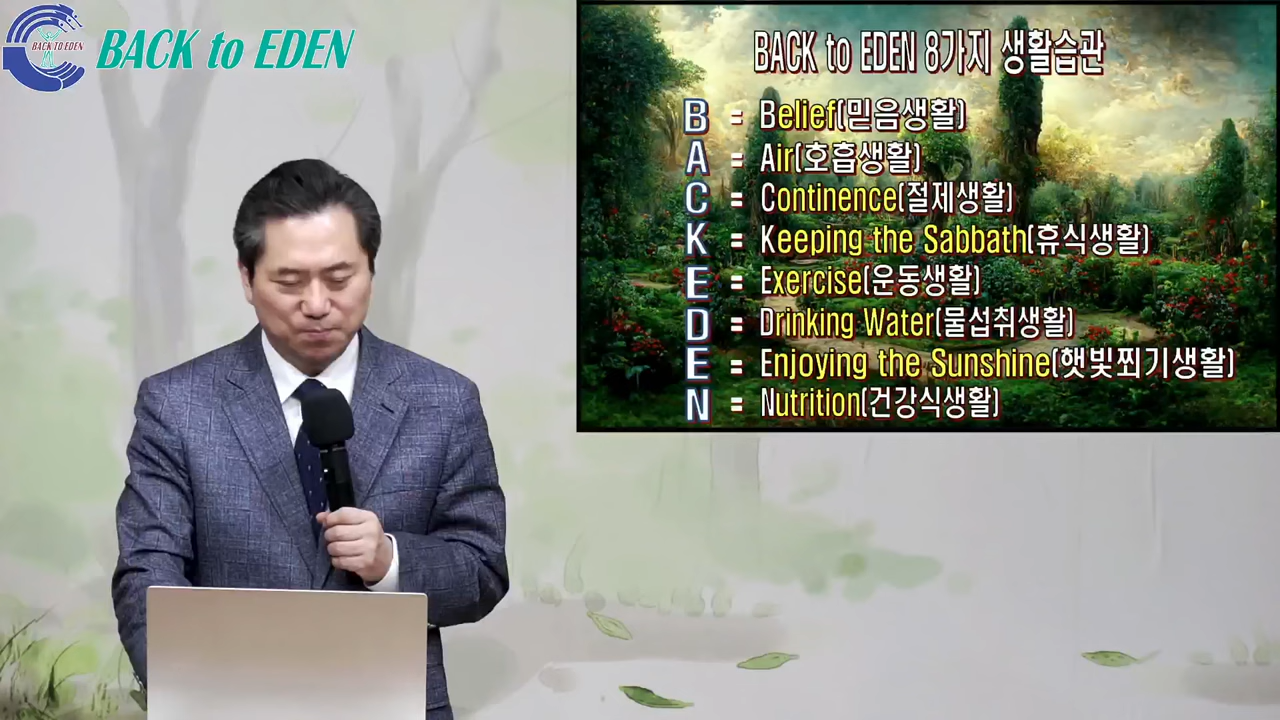 BACK TO EDEN
BACK to EDEN
BACK to EDEN 8가지 생활습관
B = Belief(믿음생활)
A = Air(호흡생활)
C = Continence(절제생활)
K = Keeping the Sabbath(휴식생활)
E = Exercise(운동생활)
D = Drinking Water(물섭취생활)
E = Enjoying the Sunshine(햇빛쬐기생활)
N = Nutrition(건강식생활)